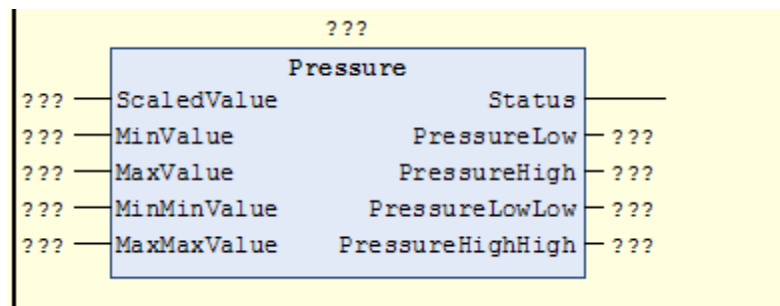 ???
Pressure
??? ScaledValue Status
??? MinValue PressureLow ???
??? MaxValue PressureHigh ???
??? MinMinValue PressureLowLow ???
??? MaxMaxValue PressureHighHigh ???